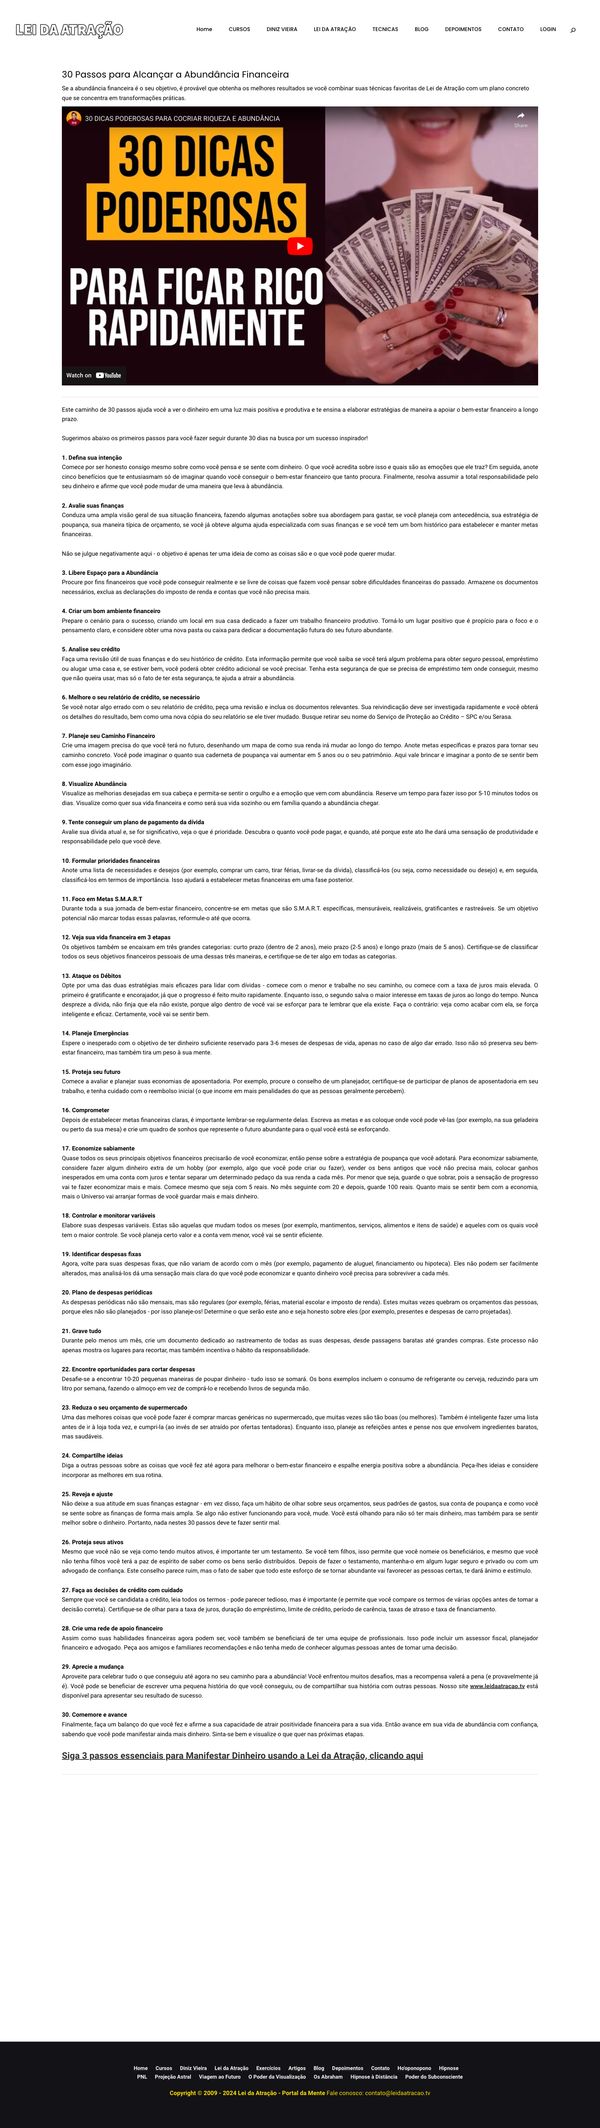 LEI DA ATRAÇÃO
Home CURSOS DINIZ VIEIRA LEI DA ATRAÇÃO TECNICAS BLOG DEPOIMENTOS CONTATO LOGIN
30 Passos para Alcançar a Abundância Financeira
Se a abundância financeira é o seu objetivo, é provável que obtenha os melhores resultados se você combinar suas técnicas favoritas de Lei de Atração com um plano concreto
que se concentra em transformações práticas.
30 DICAS PODEROSAS PARA COCRIAR RIQUEZA E ABUNDÂNCIA
Share
30 DICAS
PODEROSAS
PARA FICAR RICO
RAPIDAMENTE
Watch on YouTube
Este caminho de 30 passos ajuda você a ver o dinheiro em uma luz mais positiva e produtiva e te ensina a elaborar estratégias de maneira a apoiar o bem-estar financeiro a longo
prazo.
Sugerimos abaixo os primeiros passos para você fazer seguir durante 30 dias na busca por um sucesso inspirador!
1. Defina sua intenção
Comece por ser honesto consigo mesmo sobre como você pensa e se sente com dinheiro. O que você acredita sobre isso e quais são as emoções que ele traz? Em seguida, anote
cinco benefícios que te entusiasmam só de imaginar quando você conseguir o bem-estar financeiro que tanto procura. Finalmente, resolva assumir a total responsabilidade pelo
seu dinheiro e afirme que você pode mudar de uma maneira que leva à abundância.
2. Avalie suas finanças
Conduza uma ampla visão geral de sua situação financeira, fazendo algumas anotações sobre sua abordagem para gastar, se você planeja com antecedência, sua estratégia de
poupança, sua maneira típica de orçamento, se você já obteve alguma ajuda especializada com suas finanças e se você tem um bom histórico para estabelecer e manter metas
financeiras.
Não se julgue negativamente aqui - o objetivo é apenas ter uma ideia de como as coisas são e o que você pode querer mudar.
3. Libere Espaço para a Abundância
Procure por fins financeiros que você pode conseguir realmente e se livre de coisas que fazem você pensar sobre dificuldades financeiras do passado. Armazene os documentos
necessários, exclua as declarações do imposto de renda e contas que você não precisa mais.
4. Criar um bom ambiente financeiro
Prepare o cenário para o sucesso, criando um local em sua casa dedicado a fazer um trabalho financeiro produtivo. Torná-lo um lugar positivo que é propício para o foco e o
pensamento claro, e considere obter uma nova pasta ou caixa para dedicar a documentação futura do seu futuro abundante.
5. Analise seu crédito
Faça uma revisão útil de suas finanças e do seu histórico de crédito. Esta informação permite que você saiba se você terá algum problema para obter seguro pessoal, empréstimo
ou alugar uma casa e, se estiver bem, você poderá obter crédito adicional se você precisar. Tenha esta segurança de que se precisa de empréstimo tem onde conseguir, mesmo
que não queira usar, mas só o fato de ter esta segurança, te ajuda a atrair a abundância.
6. Melhore o seu relatório de crédito, se necessário
Se você notar algo errado com o seu relatório de crédito, peça uma revisão e inclua os documentos relevantes. Sua reivindicação deve ser investigada rapidamente e você obterá
os detalhes do resultado, bem como uma nova cópia do seu relatório se ele tiver mudado. Busque retirar seu nome do Serviço de Proteção ao Crédito – SPC e/ou Serasa.
7. Planeje seu Caminho Financeiro
Crie uma imagem precisa do que você terá no futuro, desenhando um mapa de como sua renda irá mudar ao longo do tempo. Anote metas específicas e prazos para tornar seu
caminho concreto. Você pode imaginar o quanto sua caderneta de poupança vai aumentar em 5 anos ou o seu patrimônio. Aqui vale brincar e imaginar a ponto de se sentir bem
com esse jogo imaginário.
8. Visualize Abundância
Visualize as melhorias desejadas em sua cabeça e permita-se sentir o orgulho e a emoção que vem com abundância. Reserve um tempo para fazer isso por 5-10 minutos todos os
dias. Visualize como quer sua vida financeira e como será sua vida sozinho ou em família quando a abundância chegar.
9. Tente conseguir um plano de pagamento da dívida
Avalie sua dívida atual e, se for significativo, veja o que é prioridade. Descubra o quanto você pode pagar, e quando, até porque este ato lhe dará uma sensação de produtividade e
responsabilidade pelo que você deve.
10. Formular prioridades financeiras
Anote uma lista de necessidades e desejos (por exemplo, comprar um carro, tirar férias, livrar-se da dívida), classificá-los (ou seja, como necessidade ou desejo) e, em seguida,
classificá-los em termos de importância. Isso ajudará a estabelecer metas financeiras em uma fase posterior.
11. Foco em Metas S.M.A.R.T
Durante toda a sua jornada de bem-estar financeiro, concentre-se em metas que são S.M.A.R.T. específicas, mensuráveis, realizáveis, gratificantes e rastreáveis. Se um objetivo
potencial não marcar todas essas palavras, reformule-o até que ocorra.
12. Veja sua vida financeira em 3 etapas
Os objetivos também se encaixam em três grandes categorias: curto prazo (dentro de 2 anos), meio prazo (2-5 anos) e longo prazo (mais de 5 anos). Certifique-se de classificar
todos os seus objetivos financeiros pessoais de uma dessas três maneiras, e certifique-se de ter algo em todas as categorias.
13. Ataque os Débitos
Opte por uma das duas estratégias mais eficazes para lidar com dívidas - comece com o menor e trabalhe no seu caminho, ou comece com a taxa de juros mais elevada. O
primeiro é gratificante e encorajador, já que o progresso é feito muito rapidamente. Enquanto isso, o segundo salva o maior interesse em taxas de juros ao longo do tempo. Nunca
despreze a dívida, não finja que ela não existe, porque algo dentro de você vai se esforçar para te lembrar que ela existe. Faça o contrário: veja como acabar com ela, se força
inteligente e eficaz. Certamente, você vai se sentir bem.
14. Planeje Emergências
Espere o inesperado com o objetivo de ter dinheiro suficiente reservado para 3-6 meses de despesas de vida, apenas no caso de algo dar errado. Isso não só preserva seu bem-
estar financeiro, mas também tira um peso à sua mente.
15. Proteja seu futuro
Comece a avaliar e planejar suas economias de aposentadoria. Por exemplo, procure o conselho de um planejador, certifique-se de participar de planos de aposentadoria em seu
trabalho, e tenha cuidado com o reembolso inicial (o que incorre em mais penalidades do que as pessoas geralmente percebem).
16. Comprometer
Depois de estabelecer metas financeiras claras, é importante lembrar-se regularmente delas. Escreva as metas e as coloque onde você pode vê-las (por exemplo, na sua geladeira
ou perto da sua mesa) e crie um quadro de sonhos que represente o futuro abundante para o qual você está se esforçando.
17. Economize sabiamente
Quase todos os seus principais objetivos financeiros precisarão de você economizar, então pense sobre a estratégia de poupança que você adotará. Para economizar sabiamente,
considere fazer algum dinheiro extra de um hobby (por exemplo, algo que você pode criar ou fazer), vender os bens antigos que você não precisa mais, colocar ganhos
inesperados em uma conta com juros e tentar separar um determinado pedaço da sua renda a cada mês. Por menor que seja, guarde o que sobrar, pois a sensação de progresso
vai te fazer economizar mais e mais. Comece mesmo que seja com 5 reais. No mês seguinte com 20 e depois, guarde 100 reais. Quanto mais se sentir bem com a economia,
mais o Universo vai arranjar formas de você guardar mais e mais dinheiro.
18. Controlar e monitorar variáveis
Elabore suas despesas variáveis. Estas são aquelas que mudam todos os meses (por exemplo, mantimentos, serviços, alimentos e itens de saúde) e aqueles com os quais você
tem o maior controle. Se você planeja certo valor e a conta vem menor, você vai se sentir eficiente.
19. Identificar despesas fixas
Agora, volte para suas despesas fixas, que não variam de acordo com o mês (por exemplo, pagamento de aluguel, financiamento ou hipoteca). Eles não podem ser facilmente
alterados, mas analisá-los dá uma sensação mais clara do que você pode economizar e quanto dinheiro você precisa para sobreviver a cada mês.
20. Plano de despesas periódicas
As despesas periódicas não são mensais, mas são regulares (por exemplo, férias, material escolar e imposto de renda). Estes muitas vezes quebram os orçamentos das pessoas,
porque eles não são planejados - por isso planeje-os! Determine o que serão este ano e seja honesto sobre eles (por exemplo, presentes e despesas de carro projetadas).
21. Grave tudo
Durante pelo menos um mês, crie um documento dedicado ao rastreamento de todas as suas despesas, desde passagens baratas até grandes compras. Este processo não
apenas mostra os lugares para recortar, mas também incentiva o hábito da responsabilidade.
22. Encontre oportunidades para cortar despesas
Desafie-se a encontrar 10-20 pequenas maneiras de poupar dinheiro - tudo isso se somará. Os bons exemplos incluem o consumo de refrigerante ou cerveja, reduzindo para um
litro por semana, fazendo o almoço em vez de comprá-lo e recebendo livros de segunda mão.
23. Reduza o seu orçamento de supermercado
Uma das melhores coisas que você pode fazer é comprar marcas genéricas no supermercado, que muitas vezes são tão boas (ou melhores). Também é inteligente fazer uma lista
antes de ir à loja toda vez, e cumpri-la (ao invés de ser atraído por ofertas tentadoras). Enquanto isso, planeje as refeições antes e pense nos que envolvem ingredientes baratos,
mas saudáveis.
24. Compartilhe ideias
Diga a outras pessoas sobre as coisas que você fez até agora para melhorar o bem-estar financeiro e espalhe energia positiva sobre a abundância. Peça-lhes ideias e considere
incorporar as melhores em sua rotina.
25. Reveja e ajuste
Não deixe a sua atitude em suas finanças estagnar - em vez disso, faça um hábito de olhar sobre seus orçamentos, seus padrões de gastos, sua conta de poupança e como você
se sente sobre as finanças de forma mais ampla. Se algo não estiver funcionando para você, mude. Você está olhando para não só ter mais dinheiro, mas também para se sentir
melhor sobre o dinheiro. Portanto, nada nestes 30 passos deve te fazer sentir mal.
26. Proteja seus ativos
Mesmo que você não se veja como tendo muitos ativos, é importante ter um testamento. Se você tem filhos, isso permite que você nomeie os beneficiários, e mesmo que você
não tenha filhos você terá a paz de espírito de saber como os bens serão distribuídos. Depois de fazer o testamento, mantenha-o em algum lugar seguro e privado ou com um
advogado de confiança. Este conselho parece ruim, mas o fato de saber que todo este esforço de se tornar abundante vai favorecer as pessoas certas, te dará ânimo e estímulo.
27. Faça as decisões de crédito com cuidado
Sempre que você se candidata a crédito, leia todos os termos - pode parecer tedioso, mas é importante (e permite que você compare os termos de várias opções antes de tomar a
decisão correta). Certifique-se de olhar para a taxa de juros, duração do empréstimo, limite de crédito, período de carência, taxas de atraso e taxa de financiamento.
28. Crie uma rede de apoio financeiro
Assim como suas habilidades financeiras agora podem ser, você também se beneficiará de ter uma equipe de profissionais. Isso pode incluir um assessor fiscal, planejador
financeiro e advogado. Peça aos amigos e familiares recomendações e não tenha medo de conhecer algumas pessoas antes de tomar uma decisão.
29. Aprecie a mudança
Aproveite para celebrar tudo o que conseguiu até agora no seu caminho para a abundância! Você enfrentou muitos desafios, mas a recompensa valerá a pena (e provavelmente já
é). Você pode se beneficiar de escrever uma pequena história do que você conseguiu, ou de compartilhar sua história com outras pessoas. Nosso site www.leidaatracao.tv está
disponível para apresentar seu resultado de sucesso.
30. Comemore e avance
Finalmente, faça um balanço do que você fez e afirme a sua capacidade de atrair positividade financeira para a sua vida. Então avance em sua vida de abundância com confiança,
sabendo que você pode manifestar ainda mais dinheiro. Sinta-se bem e visualize o que quer nas próximas etapas.
Siga 3 passos essenciais para Manifestar Dinheiro usando a Lei da Atração, clicando aqui
Home Cursos Diniz Vieira Lei da Atração Exercícios Artigos Blog Depoimentos Contato Ho'oponopono Hipnose
PNL Projeção Astral Viagem ao Futuro O Poder da Visualização Os Abraham Hipnose à Distância Poder do Subconsciente
Copyright © 2009 - 2024 Lei da Atração - Portal da Mente Fale conosco: contato@leidaatracao.tv